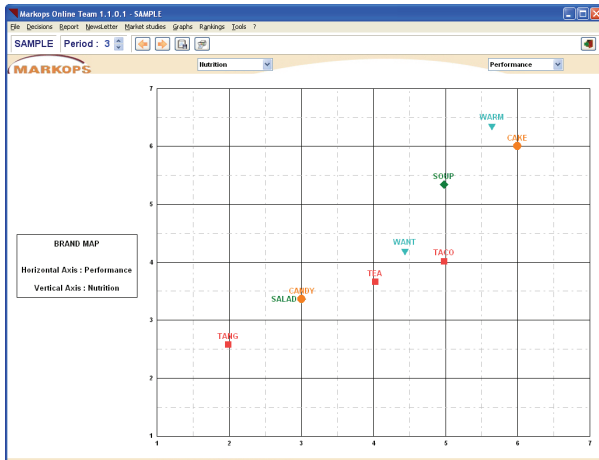 Markops Online Team 1.1.0.1 - SAMPLE
File Decisions Report NewsLetter Market studies Graphs Rankings Tools ?
SAMPLE Period : 3
MARKOPS
Nutrition
Performance
7
WARM
CAKE
6
SOUP
5
BRAND MAP
Horizontal Axis : Performance
Vertical Axis : Nutrition
WANT
TACO
4
TEA
CANDY
SALAD
3
TANG
2
1
1 2 3 4 5 6 7